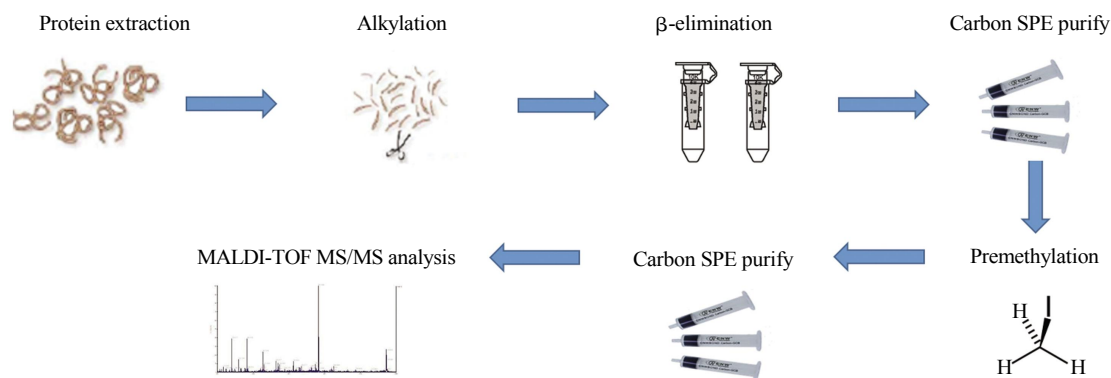 Protein extraction
Alkylation
β-elimination
Carbon SPE purify
MALDI-TOF MS/MS analysis
Carbon SPE purify
Premethylation
H
I
H
H